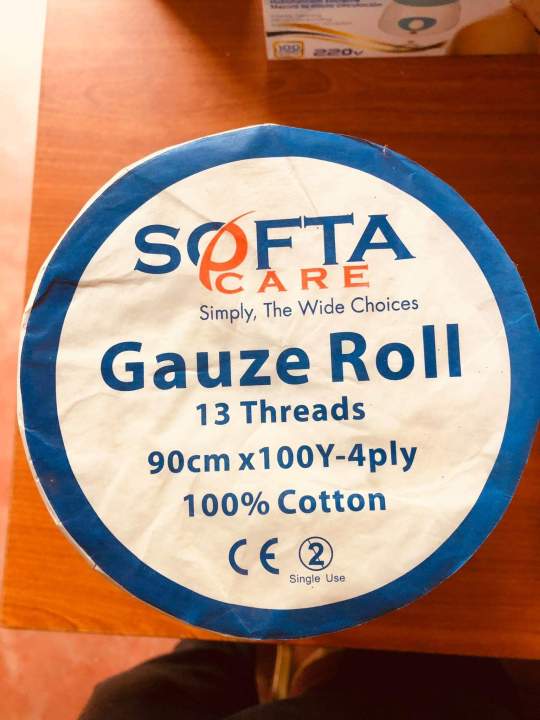 220v
SOFTA
CARE
Simply, The Wide Choices
Gauze Roll
13 Threads
90cm x100Y-4ply
100% Cotton
CE 2
Single Use